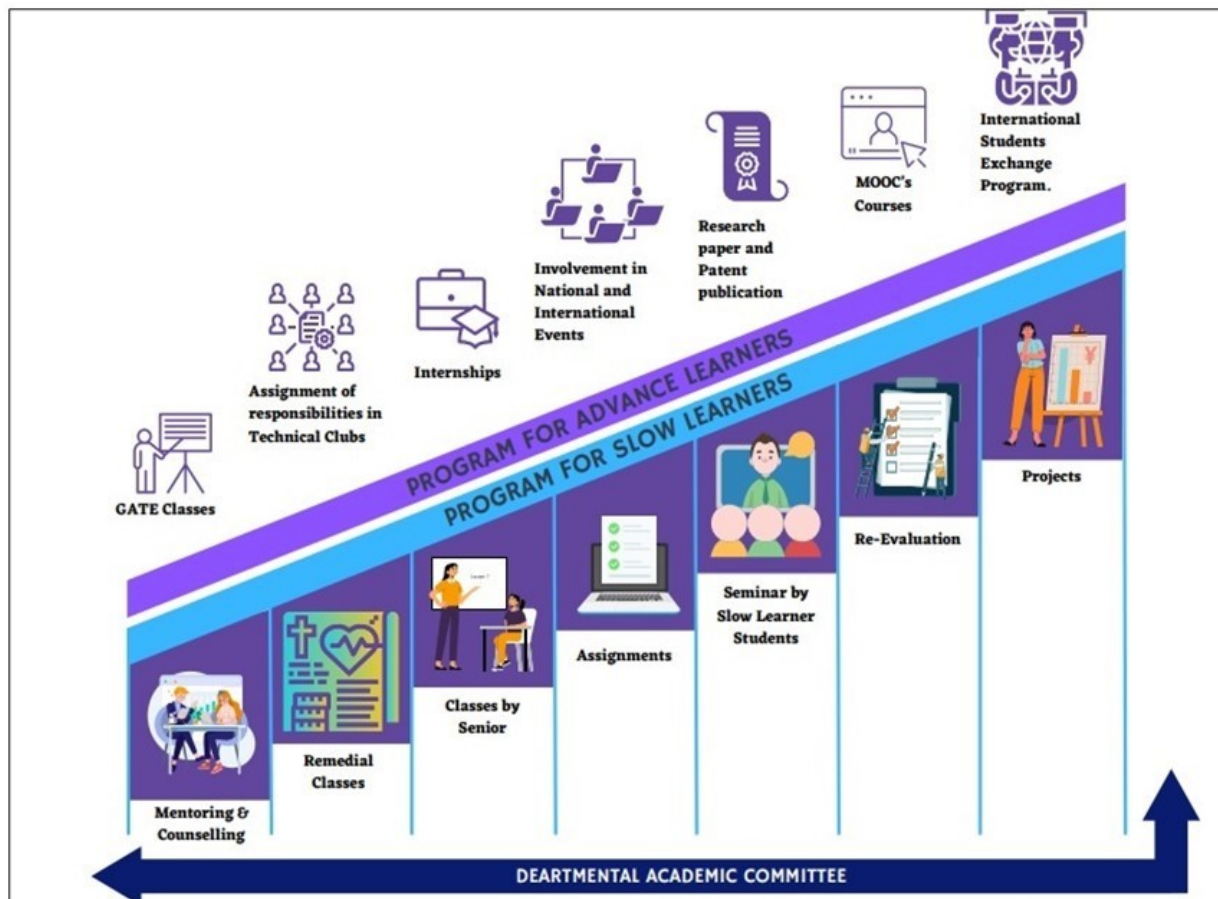 International
Students
Exchange
Program.
MOOC's
Courses
Research
paper and
Patent
publication
Involvement in
National and
International
Events
Internships
Assignment of
responsibilities in
Technical Clubs
GATE Classes
PROGRAM FOR ADVANCE LEARNERS
PROGRAM FOR SLOW LEARNERS
Mentoring &
Counselling
Remedial
Classes
Classes by
Senior
Assignments
Seminar by
Slow Learner
Students
Re-Evaluation
Projects
DEARTMENTAL ACADEMIC COMMITTEE